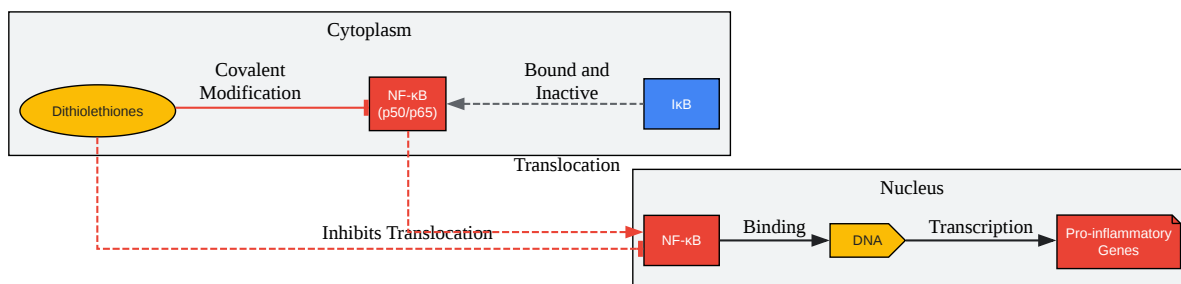 Cytoplasm
Covalent
Modification
Bound and
Inactive
Dithiolethiones
NF-κB
(p50/p65)
IκB
Translocation
Nucleus
Inhibits Translocation
NF-κB
Binding
DNA
Transcription
Pro-inflammatory
Genes